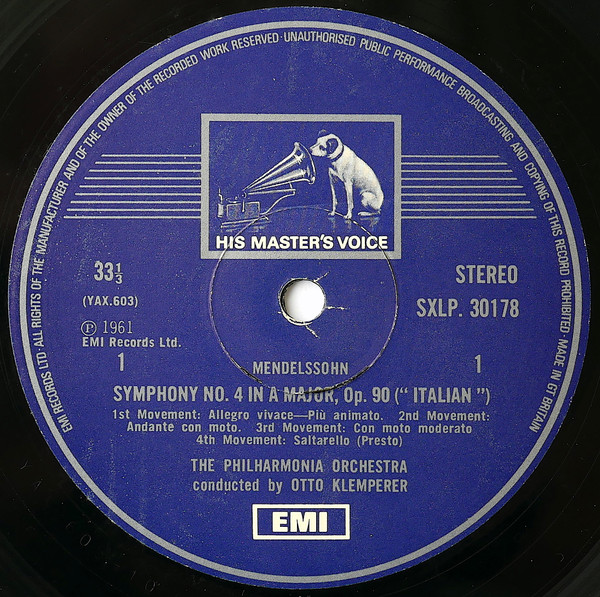 EMI RECORDS LTD · ALL RIGHTS OF THE MANUFACTURER AND OF THE OWNER OF THE RECORDED WORK RESERVED · UNAUTHORISED PUBLIC PERFORMANCE BROADCASTING AND COPYING OF THIS RECORD PROHIBITED · MADE IN GT BRITAIN
HIS MASTER'S VOICE
33⅓
STEREO
(YAX.603)
SXLP. 30178
Ⓟ 1961
EMI Records Ltd.
1
1
MENDELSSOHN
SYMPHONY NO. 4 IN A MAJOR, Op. 90 (“ ITALIAN ”)
1st Movement: Allegro vivace—Più animato. 2nd Movement:
Andante con moto. 3rd Movement: Con moto moderato
4th Movement: Saltarello (Presto)
THE PHILHARMONIA ORCHESTRA
conducted by OTTO KLEMPERER
EMI